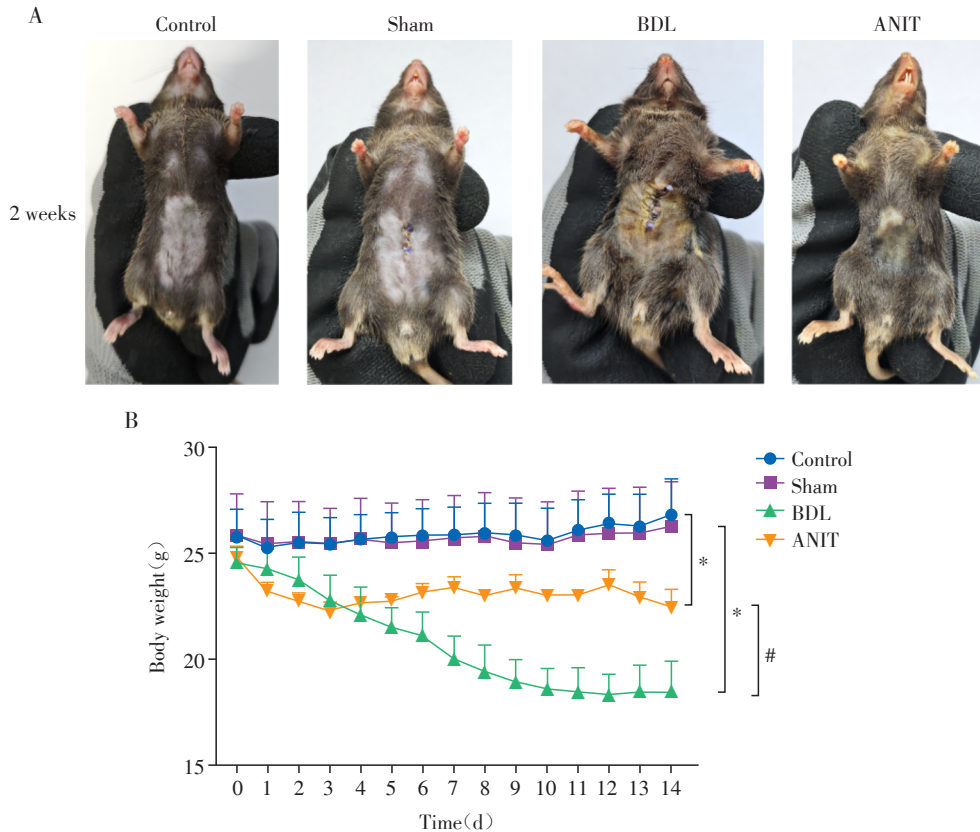 A
Control
Sham
BDL
ANIT
2 weeks
B
30
25
20
15
Body weight(g)
0 1 2 3 4 5 6 7 8 9 10 11 12 13 14
Time(d)
Control
Sham
BDL
ANIT
*
*
#